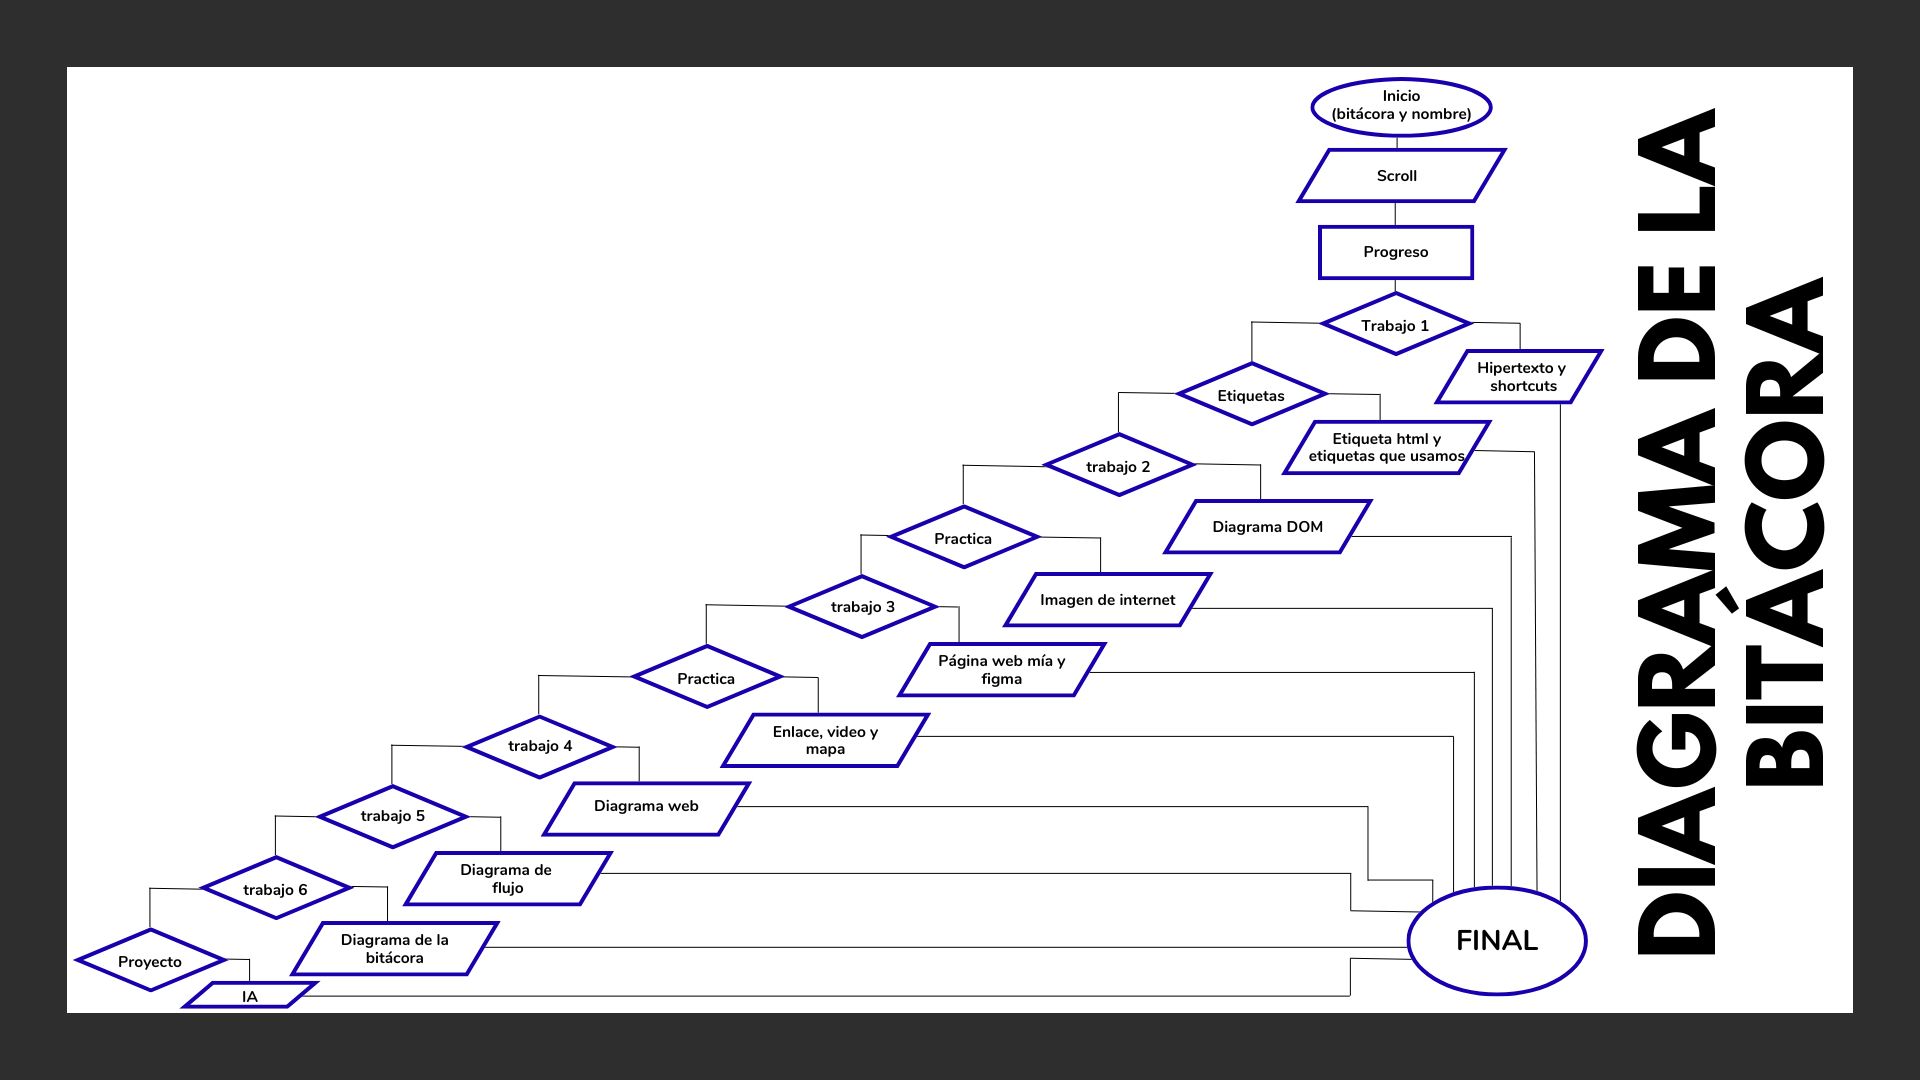 Inicio
(bitácora y nombre)
Scroll
Progreso
Trabajo 1
Hipertexto y
shortcuts
Etiquetas
Etiqueta html y
etiquetas que usamos
trabajo 2
Diagrama DOM
Practica
Imagen de internet
trabajo 3
Página web mía y
figma
Practica
Enlace, video y
mapa
trabajo 4
Diagrama web
trabajo 5
Diagrama de
flujo
trabajo 6
Diagrama de la
bitácora
Proyecto
IA
FINAL
DIAGRAMA DE LA
BITÁCORA